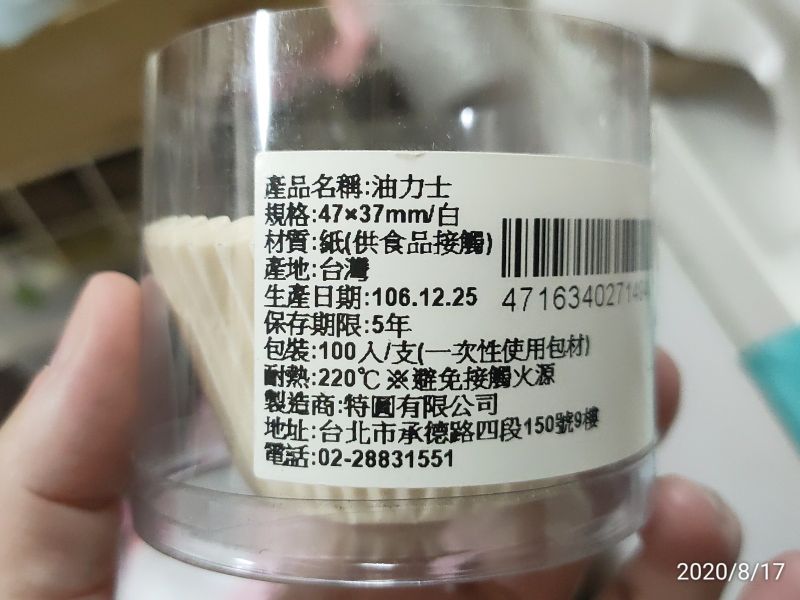 產品名稱:油力士
規格:47×37mm/白
材質:紙(供食品接觸)
產地:台灣
生產日期:106.12.25
保存期限:5年
包裝:100入/支(一次性使用包材)
耐熱:220℃ ※避免接觸火源
製造商:特圓有限公司
地址:台北市承德路四段150號9樓
電話:02-28831551
47163402714
2020/8/17